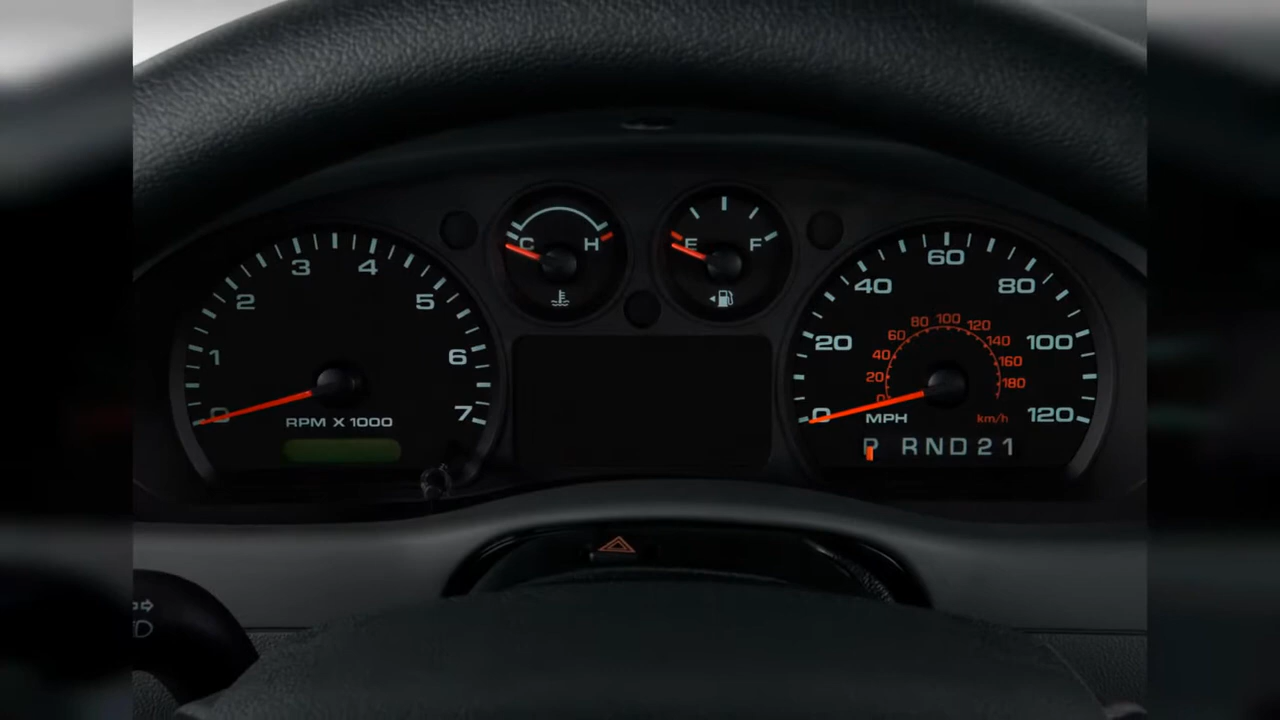 C H
E F
1 2 3 4 5 6 7
0
RPM X 1000
0 20 40 60 80 100 120
0 20 40 60 80 100 120 140 160 180
MPH
km/h
P RND21